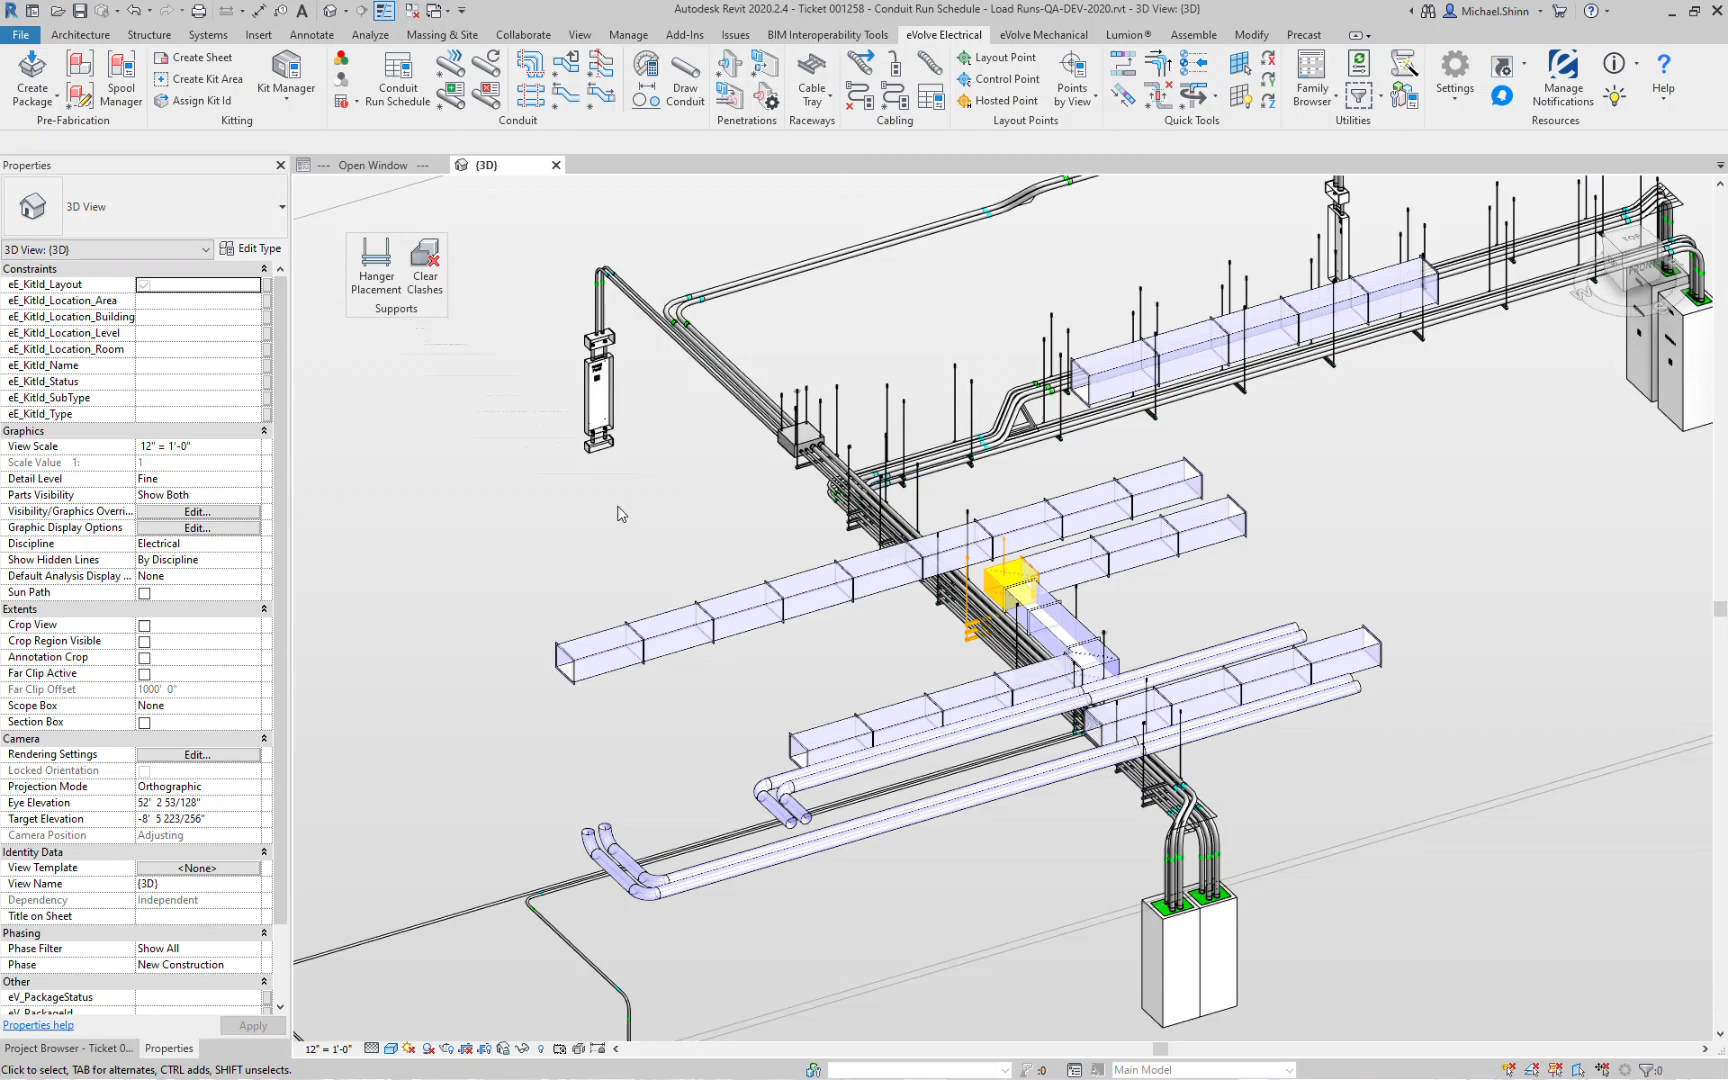 Autodesk Revit 2020.2.4 - Ticket 001258 - Conduit Run Schedule - Load Runs-QA-DEV-2020.rvt - 3D View: {3D}
Michael.Shinn
File Architecture Structure Systems Insert Annotate Analyze Massing & Site Collaborate View Manage Add-Ins Issues BIM Interoperability Tools eVolve Electrical eVolve Mechanical Lumion® Assemble Modify Precast
Create Package
Spool Manager
Pre-Fabrication
Create Sheet
Create Kit Area
Assign Kit Id
Kit Manager
Kitting
Conduit Run Schedule
Draw Conduit
Conduit
Penetrations
Cable Tray
Raceways
Cabling
Layout Point
Control Point
Hosted Point
Points by View
Layout Points
Quick Tools
Family Browser
Utilities
Settings
Manage Notifications
Help
Resources
Properties
--- Open Window ---
{3D}
3D View
3D View: {3D}
Edit Type
Constraints
eE_KitId_Layout
eE_KitId_Location_Area
eE_KitId_Location_Building
eE_KitId_Location_Level
eE_KitId_Location_Room
eE_KitId_Name
eE_KitId_Status
eE_KitId_SubType
eE_KitId_Type
Graphics
View Scale 12" = 1'-0"
Scale Value 1: 1
Detail Level Fine
Parts Visibility Show Both
Visibility/Graphics Overri... Edit...
Graphic Display Options Edit...
Discipline Electrical
Show Hidden Lines By Discipline
Default Analysis Display ... None
Sun Path
Extents
Crop View
Crop Region Visible
Annotation Crop
Far Clip Active
Far Clip Offset 1000' 0"
Scope Box None
Section Box
Camera
Rendering Settings Edit...
Locked Orientation
Projection Mode Orthographic
Eye Elevation 52' 2 53/128"
Target Elevation -8' 5 223/256"
Camera Position Adjusting
Identity Data
View Template <None>
View Name {3D}
Dependency Independent
Title on Sheet
Phasing
Phase Filter Show All
Phase New Construction
Other
eV_PackageStatus
eV_PackageId
Properties help
Apply
Project Browser - Ticket 0...
Properties
Hanger Placement
Clear Clashes
Supports
TOP
FRONT
12" = 1'-0"
Click to select, TAB for alternates, CTRL adds, SHIFT unselects.
:0
Main Model
:0